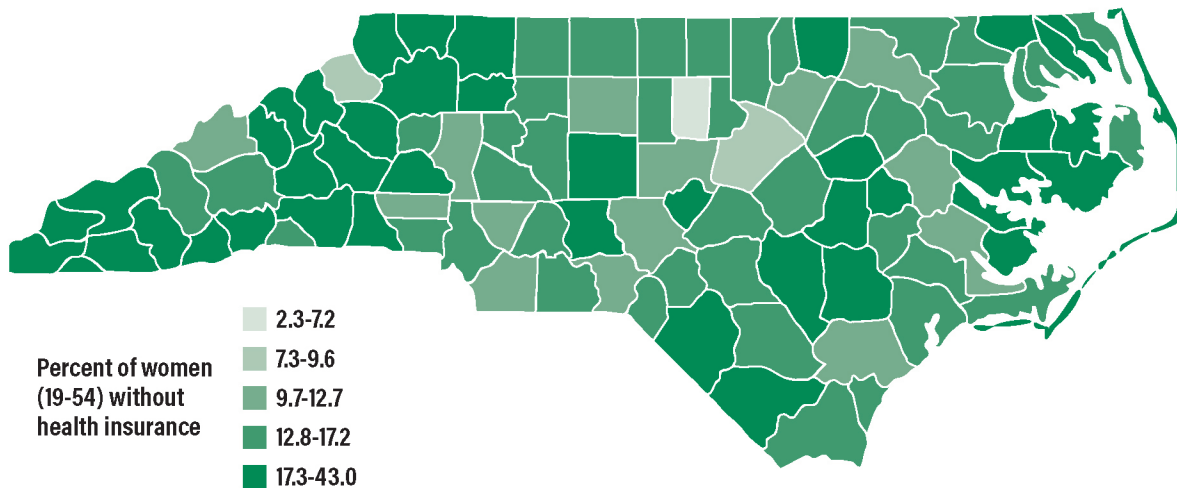 Percent of women
(19-54) without
health insurance
2.3-7.2
7.3-9.6
9.7-12.7
12.8-17.2
17.3-43.0